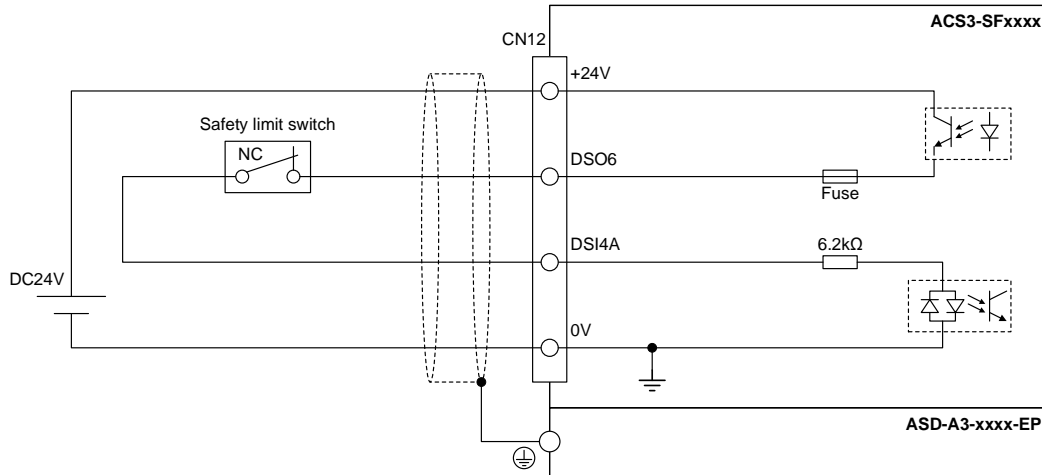 ACS3-SFxxxx
CN12
+24V
Safety limit switch
NC
DSO6
Fuse
DSI4A
6.2kΩ
DC24V
0V
ASD-A3-xxxx-EP